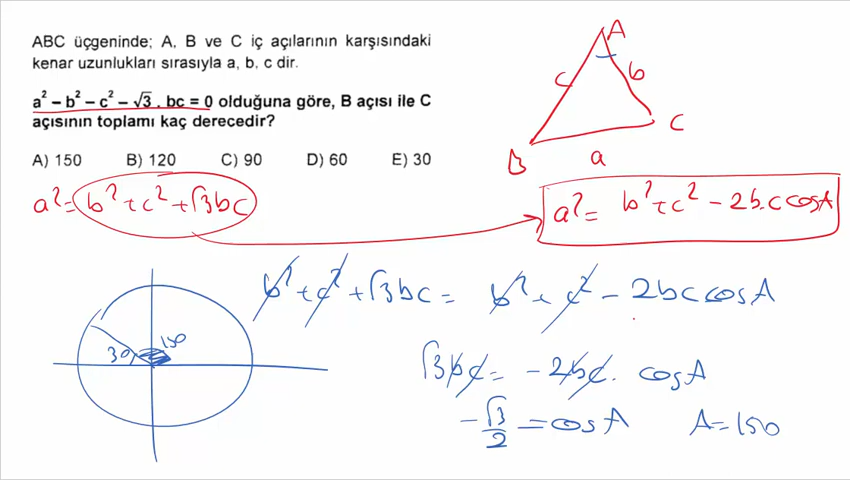 ABC üçgeninde; A, B ve C iç açılarının karşısındaki
kenar uzunlukları sırasıyla a, b, c dir.
a² – b² – c² – √3 . bc = 0 olduğuna göre, B açısı ile C
açısının toplamı kaç derecedir?
A) 150 B) 120 C) 90 D) 60 E) 30
A
c
b
B
C
a
a² = b² + c² + √3bc
a² = b² + c² - 2b.c cosA
b² + c² + √3bc = b² + c² - 2bc cosA
150
30
√3bc = -2bc. cosA
-√3/2 = cosA A = 150